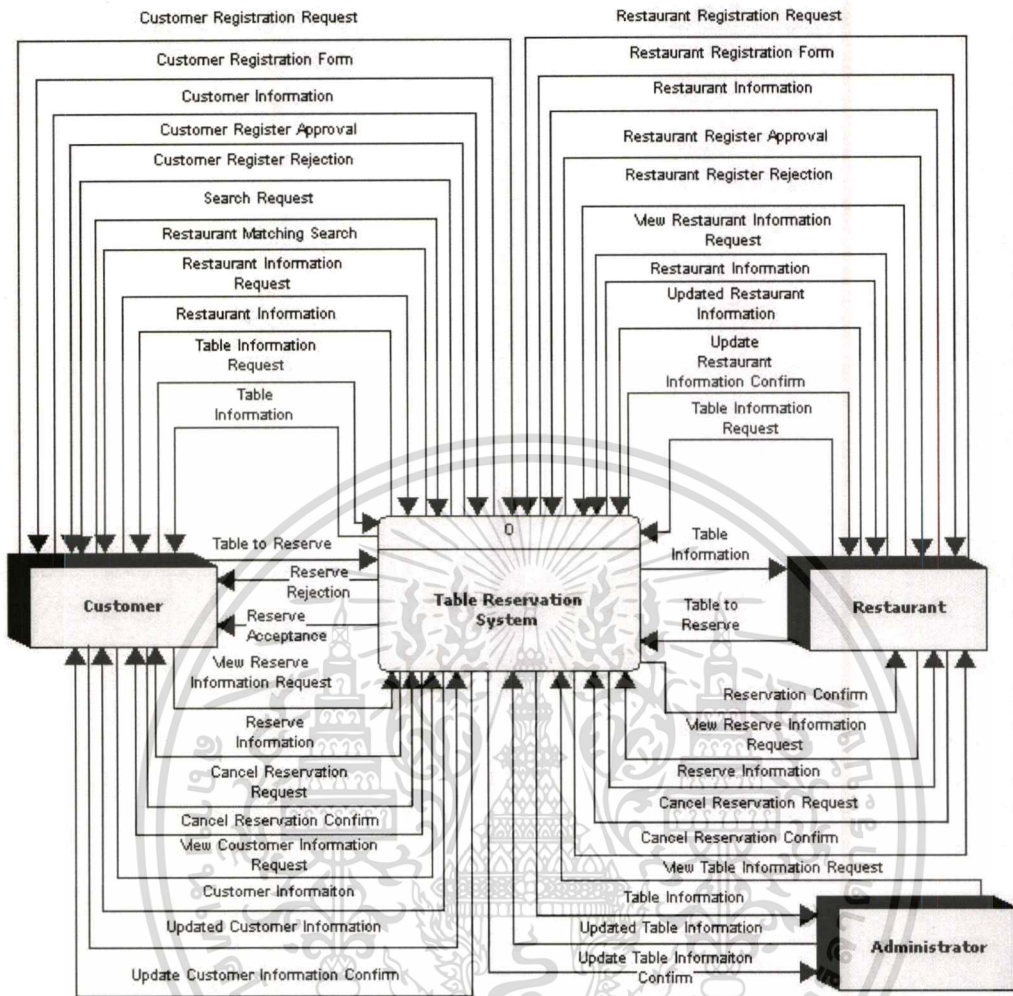 Customer Registration Request
Customer Registration Form
Customer Information
Customer Register Approval
Customer Register Rejection
Search Request
Restaurant Matching Search
Restaurant Information
Request
Restaurant Information
Table Information
Request
Table
Information
Restaurant Registration Request
Restaurant Registration Form
Restaurant Information
Restaurant Register Approval
Restaurant Register Rejection
View Restaurant Information
Request
Restaurant Information
Updated Restaurant
Information
Update
Restaurant
Information Confirm
Table Information
Request
Table to Reserve
Reserve
Rejection
Reserve
Acceptance
Customer
0
Table Reservation
System
Table
Information
Table to
Reserve
Restaurant
View Reserve
Information Request
Reserve
Information
Cancel Reservation
Request
Cancel Reservation Confirm
View Coustomer Information
Request
Customer Informaiton
Updated Customer Information
Update Customer Information Confirm
Reservation Confirm
View Reserve Information
Request
Reserve Information
Cancel Reservation Request
Cancel Reservation Confirm
View Table Information Request
Table Information
Updated Table Information
Update Table Informaiton
Confirm
Administrator